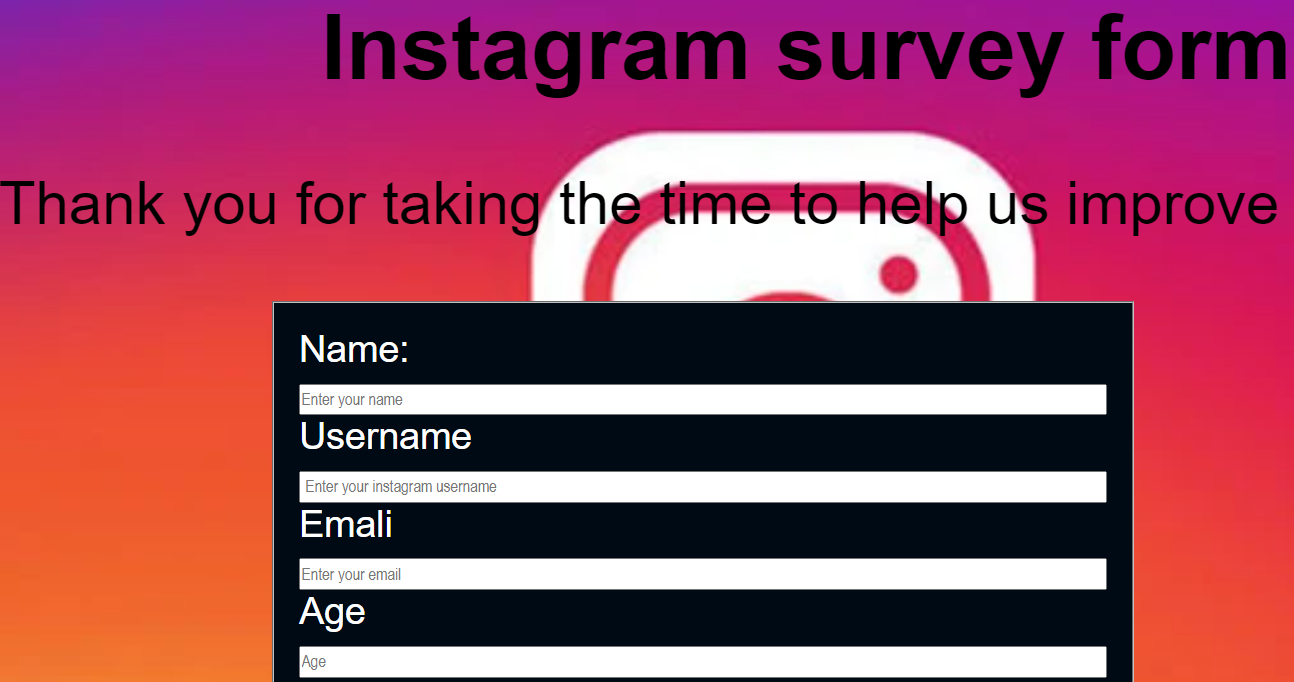 Instagram survey form
Thank you for taking the time to help us improve
Name:
Enter your name
Username
Enter your instagram username
Emali
Enter your email
Age
Age